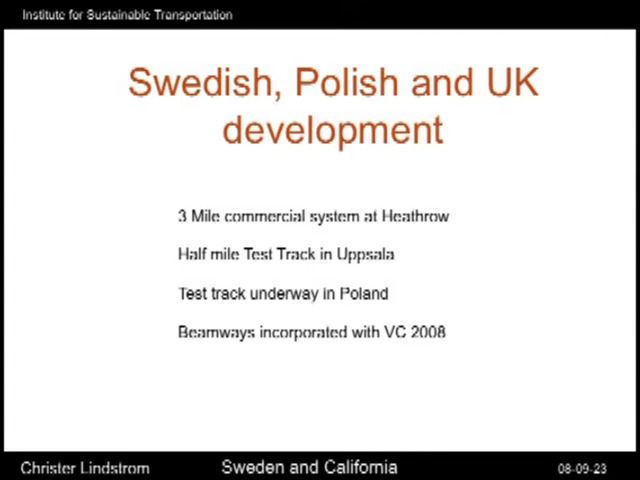 Institute for Sustainable Transportation
Swedish, Polish and UK
development
3 Mile commercial system at Heathrow
Half mile Test Track in Uppsala
Test track underway in Poland
Beamways incorporated with VC 2008
Christer Lindstrom
Sweden and California
08-09-23